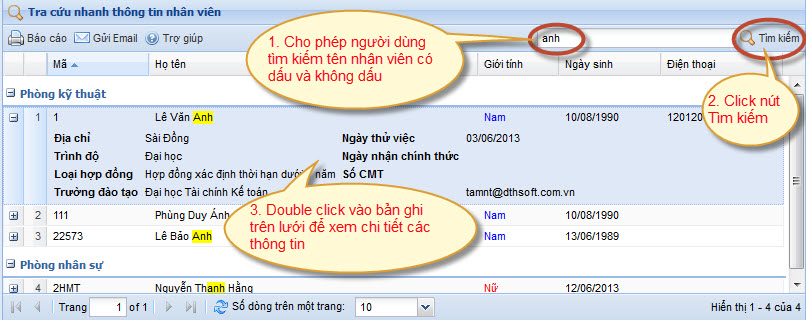 Tra cứu nhanh thông tin nhân viên
Báo cáo Gửi Email Trợ giúp anh Tìm kiếm
1. Cho phép người dùng
tìm kiếm tên nhân viên có
dấu và không dấu
2. Click nút
Tìm kiếm
Mã Họ tên Giới tính Ngày sinh Điện thoại
Phòng kỹ thuật
1 1 Lê Văn Anh Nam 10/08/1990 120120
Địa chỉ Sài Đồng Ngày thử việc 03/06/2013
Trình độ Đại học Ngày nhận chính thức
Loại hợp đồng Hợp đồng xác định thời hạn dưới năm Số CMT
Trường đào tạo Đại học Tài chính Kế toán tamnt@dthsoft.com.vn
3. Double click vào bản ghi
trên lưới để xem chi tiết các
thông tin
2 111 Phùng Duy Ánh Nam 10/08/1990
3 22573 Lê Bảo Anh Nam 13/06/1989
Phòng nhân sự
4 2HMT Nguyễn Thanh Hằng Nữ 12/06/2013
Trang 1 of 1 Số dòng trên một trang: 10 Hiển thị 1 - 4 của 4